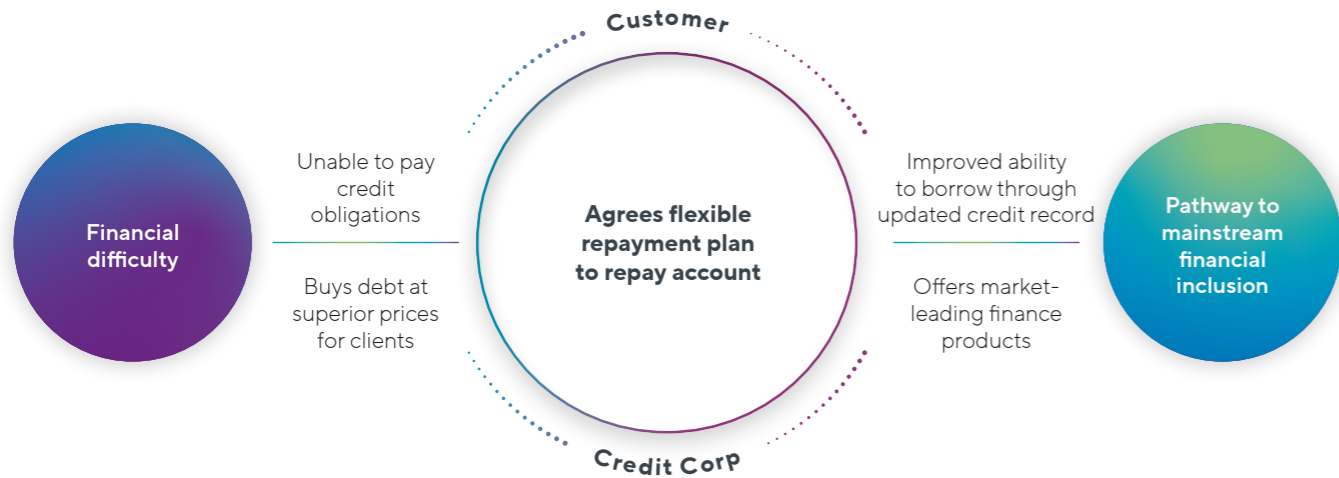 Customer
Financial
difficulty
Unable to pay
credit
obligations
Buys debt at
superior prices
for clients
Agrees flexible
repayment plan
to repay account
Improved ability
to borrow through
updated credit record
Offers market-
leading finance
products
Pathway to
mainstream
financial
inclusion
Credit Corp